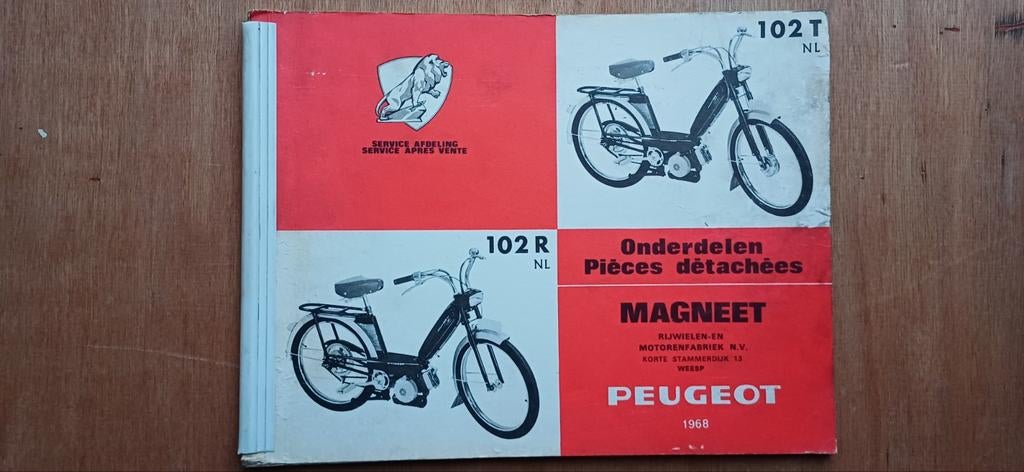 SERVICE AFDELING
SERVICE APRES VENTE
102 T
NL
102 R
NL
Onderdelen
Pièces détachées
MAGNEET
RIJWIELEN-EN
MOTORENFABRIEK N.V.
KORTE STAMMERDIJK 13
WEESP
PEUGEOT
1968